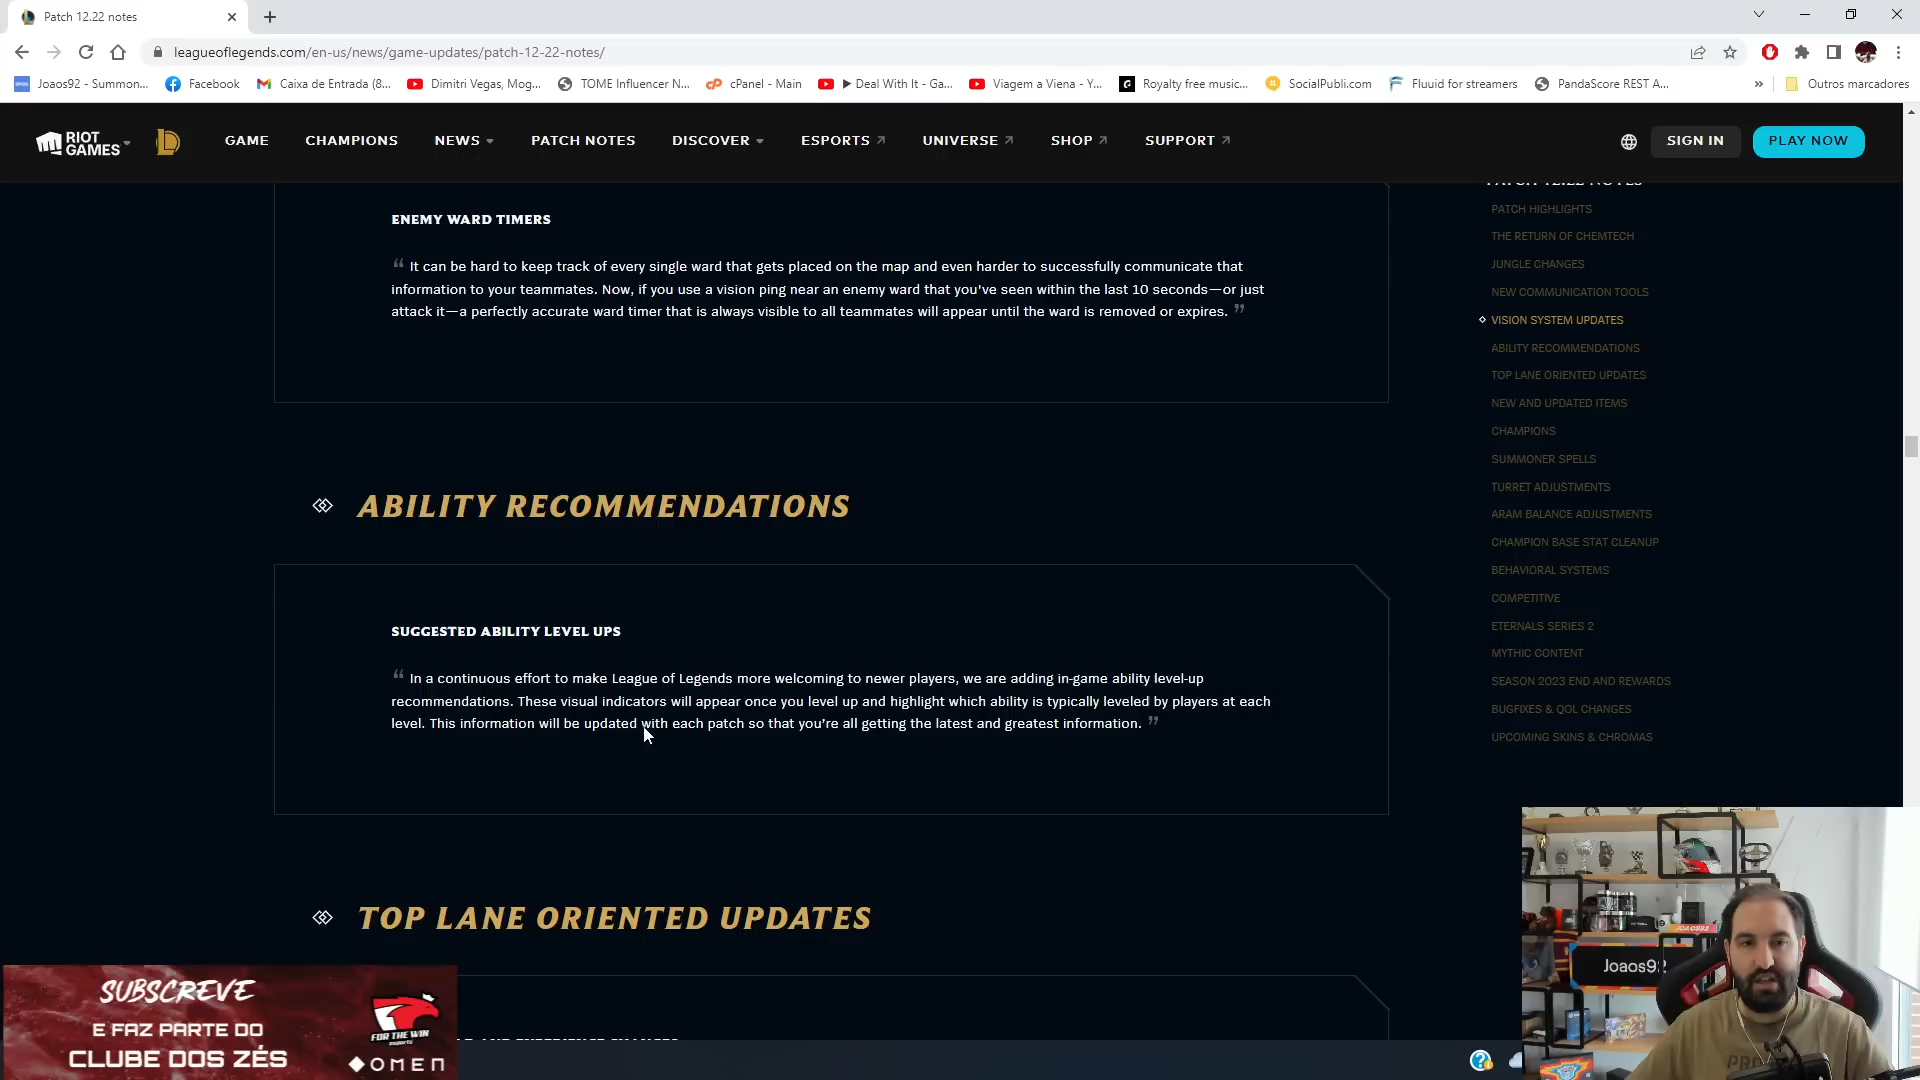 Patch 12.22 notes
leagueoflegends.com/en-us/news/game-updates/patch-12-22-notes/
Joaos92 - Summon...
Facebook
Caixa de Entrada (8...
Dimitri Vegas, Mog...
TOME Influencer N...
cPanel - Main
▶ Deal With It - Ga...
Viagem a Viena - Y...
Royalty free music...
SocialPubli.com
Fluuid for streamers
PandaScore REST A...
»
Outros marcadores
RIOT
GAMES
GAME
CHAMPIONS
NEWS
PATCH NOTES
DISCOVER
ESPORTS
UNIVERSE
SHOP
SUPPORT
SIGN IN
PLAY NOW
ENEMY WARD TIMERS
“ It can be hard to keep track of every single ward that gets placed on the map and even harder to successfully communicate that
information to your teammates. Now, if you use a vision ping near an enemy ward that you've seen within the last 10 seconds—or just
attack it—a perfectly accurate ward timer that is always visible to all teammates will appear until the ward is removed or expires. ”
ABILITY RECOMMENDATIONS
SUGGESTED ABILITY LEVEL UPS
“ In a continuous effort to make League of Legends more welcoming to newer players, we are adding in-game ability level-up
recommendations. These visual indicators will appear once you level up and highlight which ability is typically leveled by players at each
level. This information will be updated with each patch so that you’re all getting the latest and greatest information. ”
TOP LANE ORIENTED UPDATES
PATCH 12.22 NOTES
PATCH HIGHLIGHTS
THE RETURN OF CHEMTECH
JUNGLE CHANGES
NEW COMMUNICATION TOOLS
VISION SYSTEM UPDATES
ABILITY RECOMMENDATIONS
TOP LANE ORIENTED UPDATES
NEW AND UPDATED ITEMS
CHAMPIONS
SUMMONER SPELLS
TURRET ADJUSTMENTS
ARAM BALANCE ADJUSTMENTS
CHAMPION BASE STAT CLEANUP
BEHAVIORAL SYSTEMS
COMPETITIVE
ETERNALS SERIES 2
MYTHIC CONTENT
SEASON 2023 END AND REWARDS
BUGFIXES & QOL CHANGES
UPCOMING SKINS & CHROMAS
SUBSCREVE
E FAZ PARTE DO
CLUBE DOS ZÉS
FOR THE WIN
esports
OMEN
JOAOS92
Joaos92